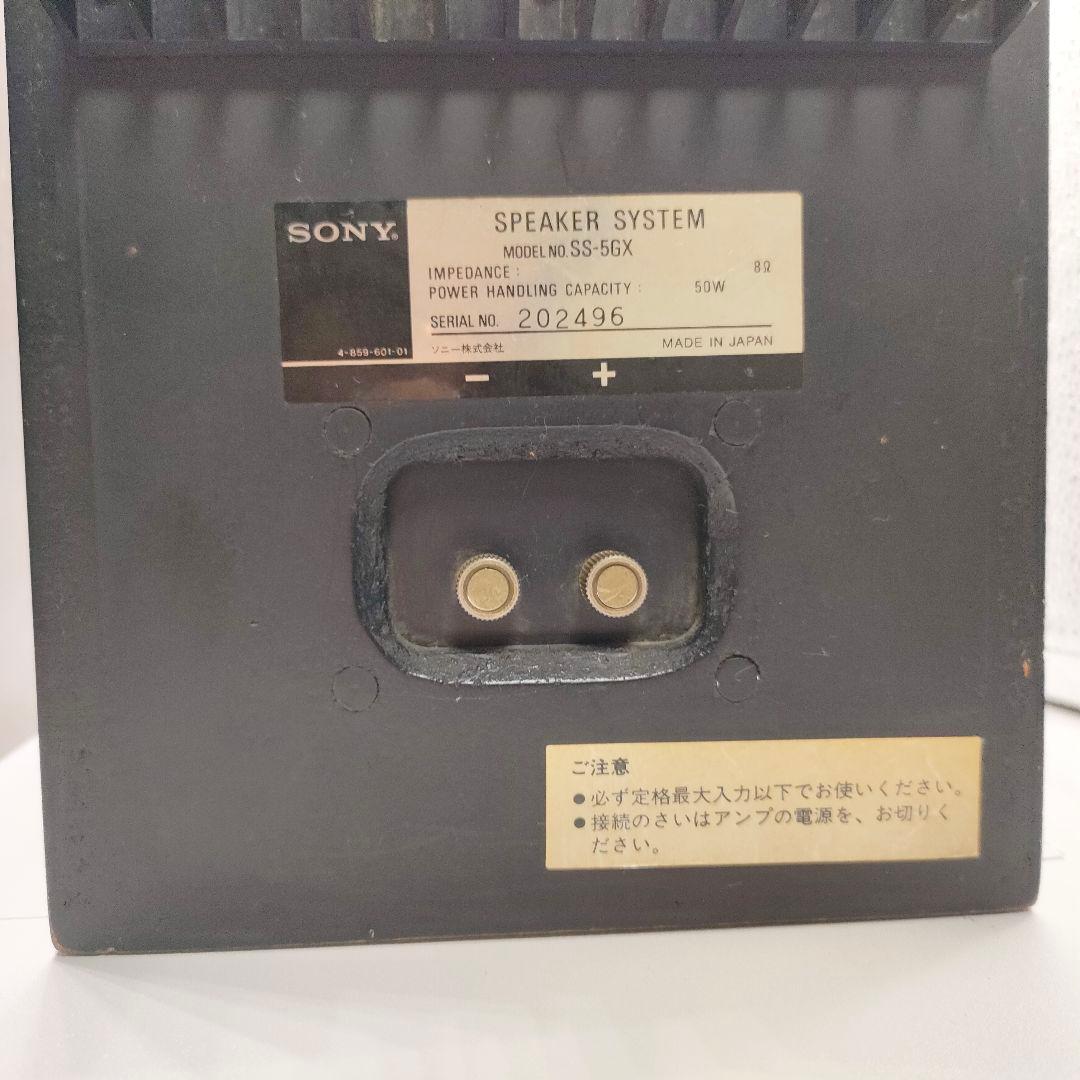 SONY®
SPEAKER SYSTEM
MODEL NO. SS-5GX
IMPEDANCE : 8Ω
POWER HANDLING CAPACITY : 50W
SERIAL NO. 202496
4-859-601-01 ソニー株式会社 MADE IN JAPAN
− +
ご注意
●必ず定格最大入力以下でお使いください。
●接続のさいはアンプの電源を、お切りく
ださい。